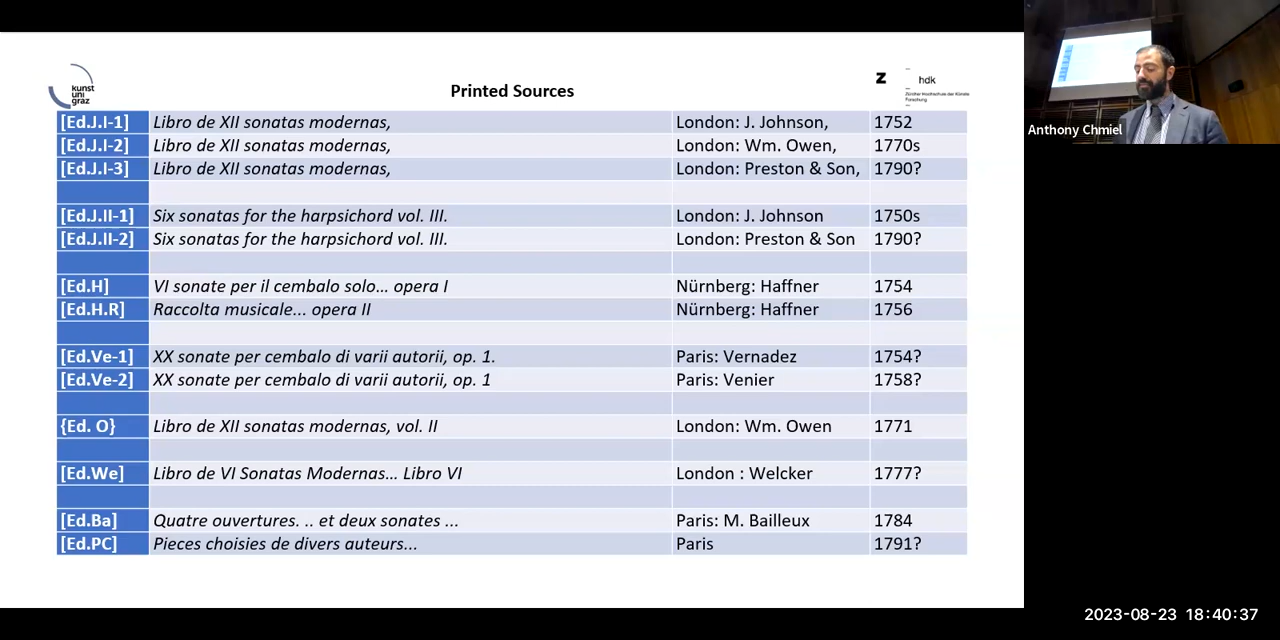 kunst
uni
graz
Printed Sources
z
hdk
Zürcher Hochschule der Künste
Forschung
[Ed.J.I-1] Libro de XII sonatas modernas, London: J. Johnson, 1752
[Ed.J.I-2] Libro de XII sonatas modernas, London: Wm. Owen, 1770s
[Ed.J.I-3] Libro de XII sonatas modernas, London: Preston & Son, 1790?
[Ed.J.II-1] Six sonatas for the harpsichord vol. III. London: J. Johnson 1750s
[Ed.J.II-2] Six sonatas for the harpsichord vol. III. London: Preston & Son 1790?
[Ed.H] VI sonate per il cembalo solo... opera I Nürnberg: Haffner 1754
[Ed.H.R] Raccolta musicale... opera II Nürnberg: Haffner 1756
[Ed.Ve-1] XX sonate per cembalo di varii autorii, op. 1. Paris: Vernadez 1754?
[Ed.Ve-2] XX sonate per cembalo di varii autorii, op. 1 Paris: Venier 1758?
{Ed. O} Libro de XII sonatas modernas, vol. II London: Wm. Owen 1771
[Ed.We] Libro de VI Sonatas Modernas... Libro VI London : Welcker 1777?
[Ed.Ba] Quatre ouvertures. .. et deux sonates ... Paris: M. Bailleux 1784
[Ed.PC] Pieces choisies de divers auteurs... Paris 1791?
Anthony Chmiel
2023-08-23 18:40:37